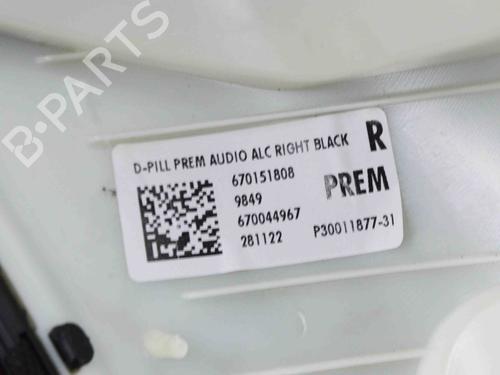 B-PARTS
D-PILL PREM AUDIO ALC RIGHT BLACK R
670151808
PREM
9849
670044967
281122 P30011877-31